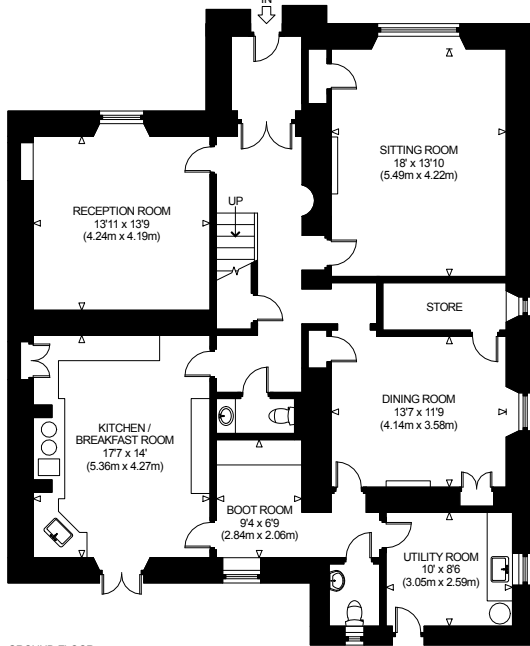 IN
SITTING ROOM
18' x 13'10
(5.49m x 4.22m)
RECEPTION ROOM
13'11 x 13'9
(4.24m x 4.19m)
UP
STORE
DINING ROOM
13'7 x 11'9
(4.14m x 3.58m)
KITCHEN /
BREAKFAST ROOM
17'7 x 14'
(5.36m x 4.27m)
BOOT ROOM
9'4 x 6'9
(2.84m x 2.06m)
UTILITY ROOM
10' x 8'6
(3.05m x 2.59m)
GROUND FLOOR